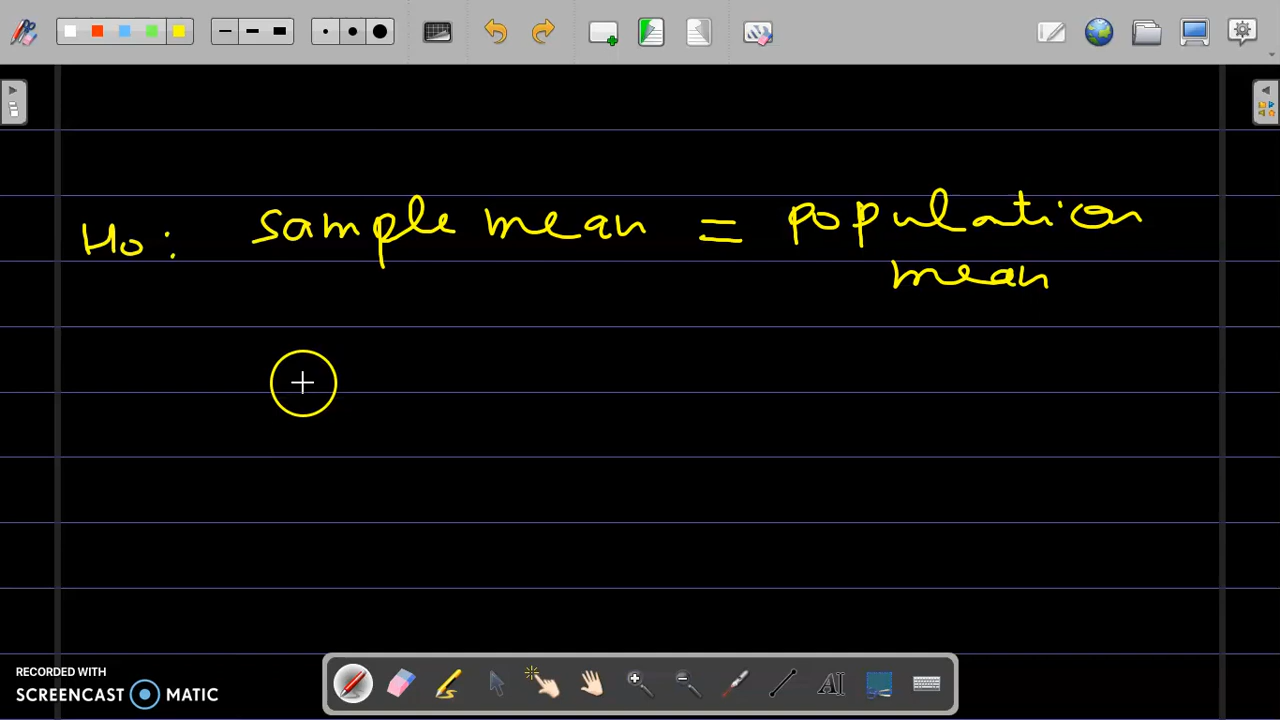 Ho: sample mean = population
mean
RECORDED WITH
SCREENCAST MATIC